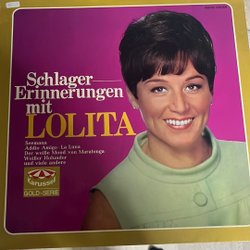 Schlager-
Erinnerungen
mit
LOLITA
Seemann
Addio Amigo · La Luna
Der weiße Mond von Maratonga
Weißer Holunder
und viele andere
Karussell
GOLD-SERIE